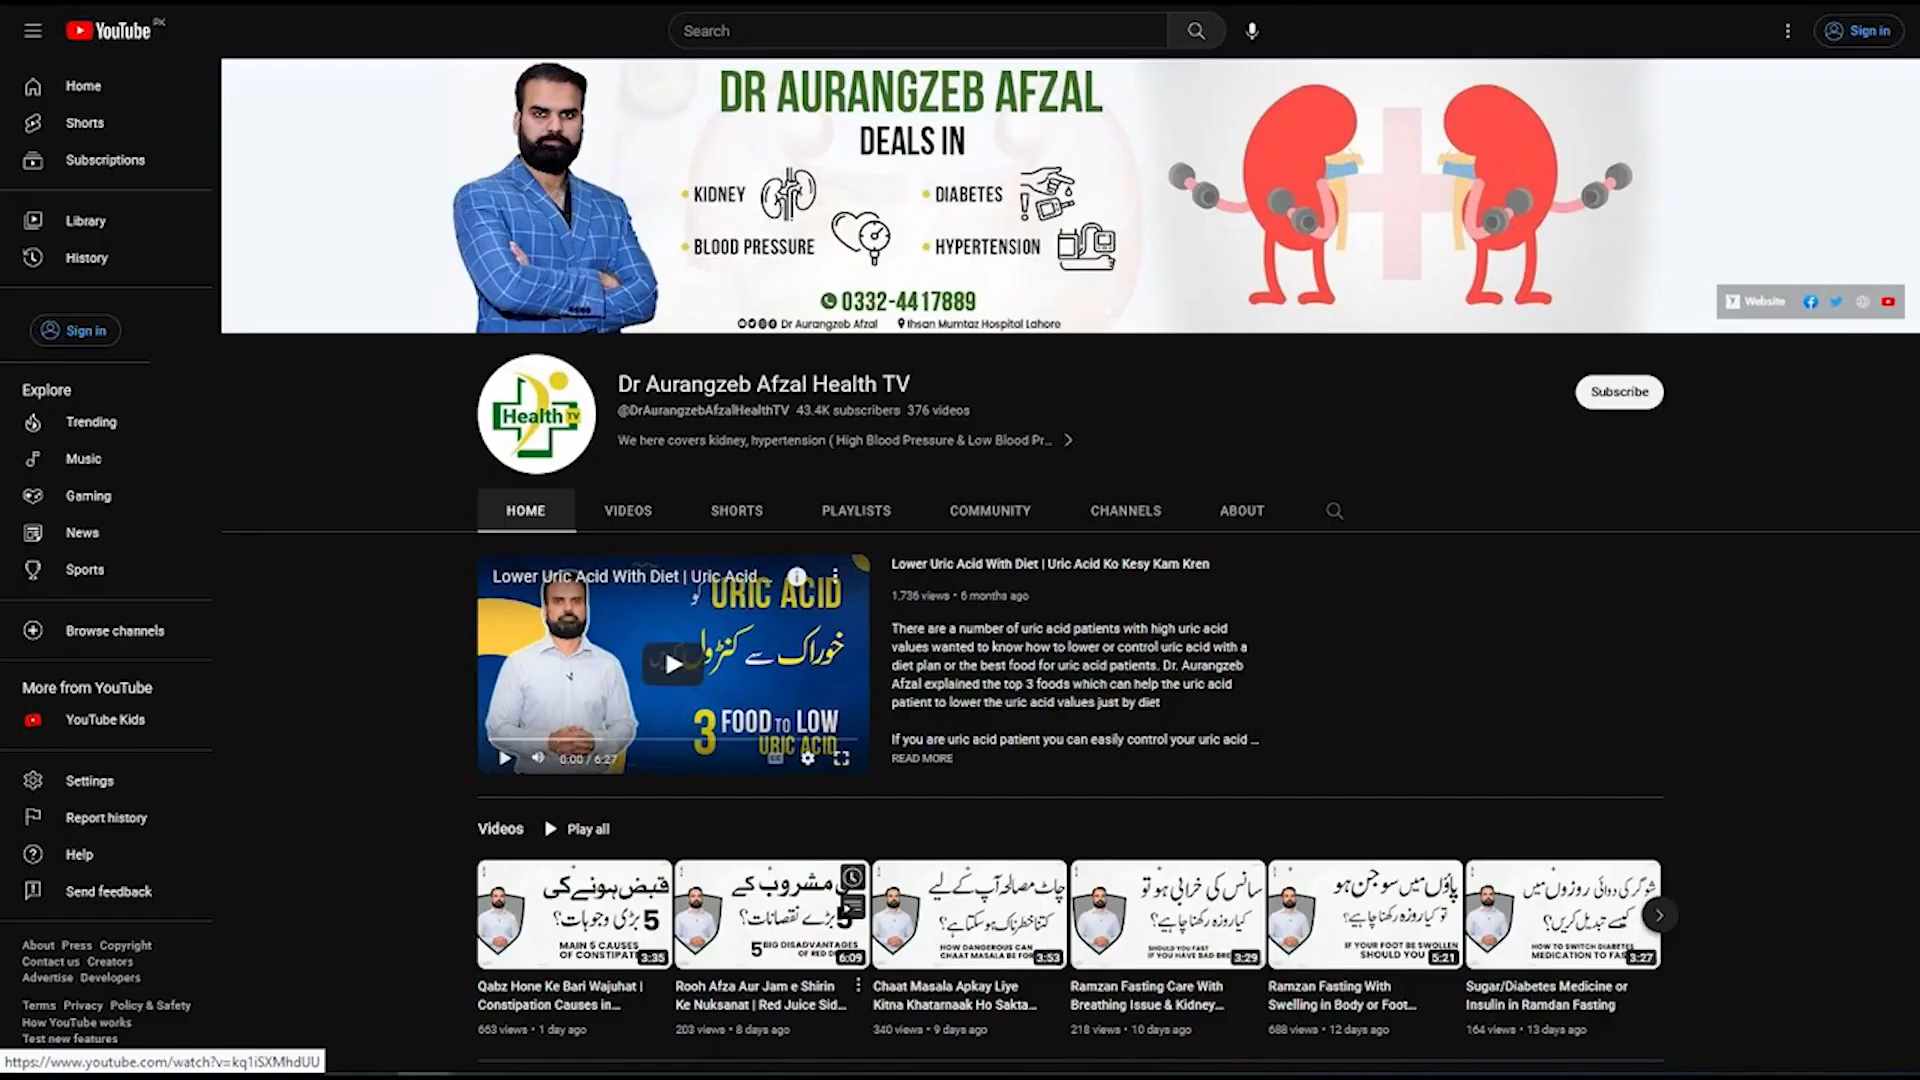 YouTube PK
Search
Sign in
Home
Shorts
Subscriptions
Library
History
Sign in
Explore
Trending
Music
Gaming
News
Sports
Browse channels
More from YouTube
YouTube Kids
Settings
Report history
Help
Send feedback
About Press Copyright
Contact us Creators
Advertise Developers
Terms Privacy Policy & Safety
How YouTube works
Test new features
https://www.youtube.com/watch?v=kq1iSXMhdUU
DR AURANGZEB AFZAL
DEALS IN
• KIDNEY
• DIABETES
• BLOOD PRESSURE
• HYPERTENSION
0332-4417889
Dr Aurangzeb Afzal Ihsan Mumtaz Hospital Lahore
Website
Health TV
Dr Aurangzeb Afzal Health TV
@DrAurangzebAfzalHealthTV 43.4K subscribers 376 videos
We here covers kidney, hypertension ( High Blood Pressure & Low Blood Pr...
Subscribe
HOME VIDEOS SHORTS PLAYLISTS COMMUNITY CHANNELS ABOUT
Lower Uric Acid With Diet | Uric Acid...
URIC ACID کو
خوراک سے کنٹرول کریں
3 FOOD TO LOW
URIC ACID
0:00 / 6:27
Lower Uric Acid With Diet | Uric Acid Ko Kesy Kam Kren
1,736 views • 6 months ago
There are a number of uric acid patients with high uric acid
values wanted to know how to lower or control uric acid with a
diet plan or the best food for uric acid patients. Dr. Aurangzeb
Afzal explained the top 3 foods which can help the uric acid
patient to lower the uric acid values just by diet
If you are uric acid patient you can easily control your uric acid ...
READ MORE
Videos Play all
قبض ہونے کی
5 بڑی وجوہات؟
MAIN 5 CAUSES
OF CONSTIPAT
3:35
Qabz Hone Ke Bari Wajuhat |
Constipation Causes in...
663 views • 1 day ago
مشروب کے
5 بڑے نقصانات؟
5 BIG DISADVANTAGES
OF RED
6:09
Rooh Afza Aur Jam e Shirin
Ke Nuksanat | Red Juice Sid...
203 views • 8 days ago
چاٹ مصالحہ آپ کے لیے
کتنا خطرناک ہو سکتا ہے؟
HOW DANGEROUS CAN
CHAAT MASALA BE FOR
3:53
Chaat Masala Apkay Liye
Kitna Khatarnaak Ho Sakta...
340 views • 9 days ago
سانس کی خرابی ہو تو
کیا روزہ رکھنا چاہیے؟
SHOULD YOU FAST
IF YOU HAVE BAD BRE
3:29
Ramzan Fasting Care With
Breathing Issue & Kidney...
218 views • 10 days ago
پاؤں میں سوجن ہو
تو کیا روزہ رکھنا چاہیے؟
IF YOUR FOOT BE SWOLLEN
SHOULD YOU
5:21
Ramzan Fasting With
Swelling in Body or Foot...
688 views • 12 days ago
شوگر کی دوائی روزوں میں
کیسے تبدیل کریں؟
HOW TO SWITCH DIABETES
MEDICATION TO FAS
3:27
Sugar/Diabetes Medicine or
Insulin in Ramdan Fasting
164 views • 13 days ago